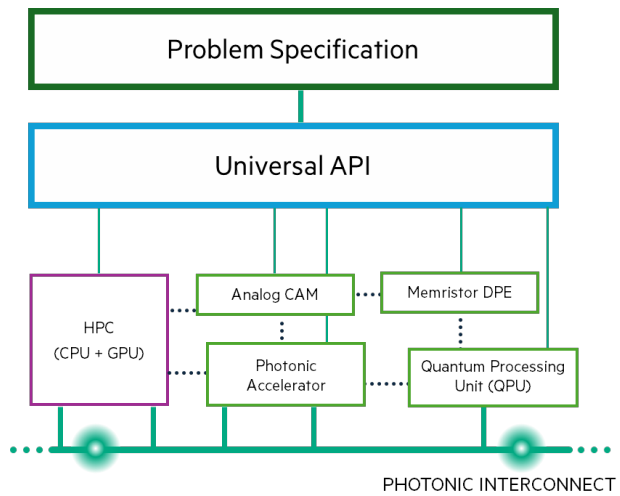 Problem Specification
Universal API
HPC
(CPU + GPU)
Analog CAM
Memristor DPE
Photonic
Accelerator
Quantum Processing
Unit (QPU)
PHOTONIC INTERCONNECT